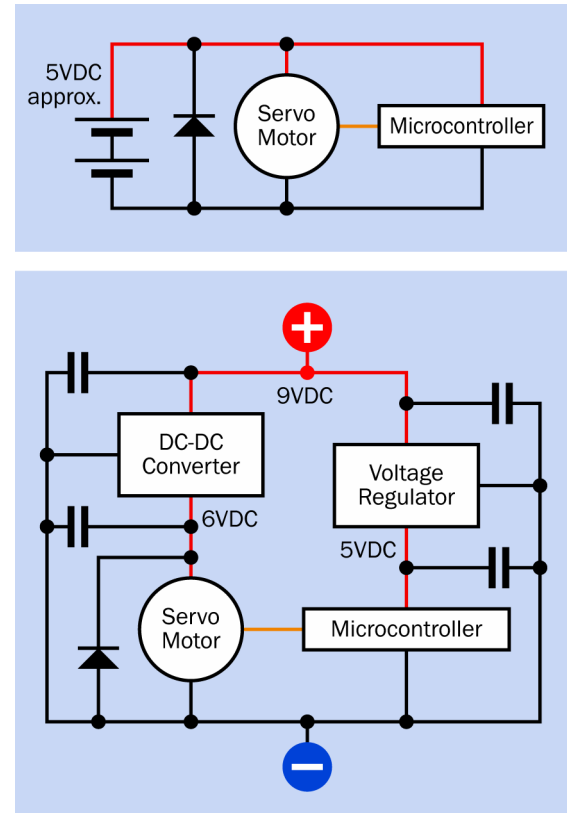 5VDC
approx.
Servo
Motor
Microcontroller
+
9VDC
DC-DC
Converter
Voltage
Regulator
6VDC
5VDC
Servo
Motor
Microcontroller
−